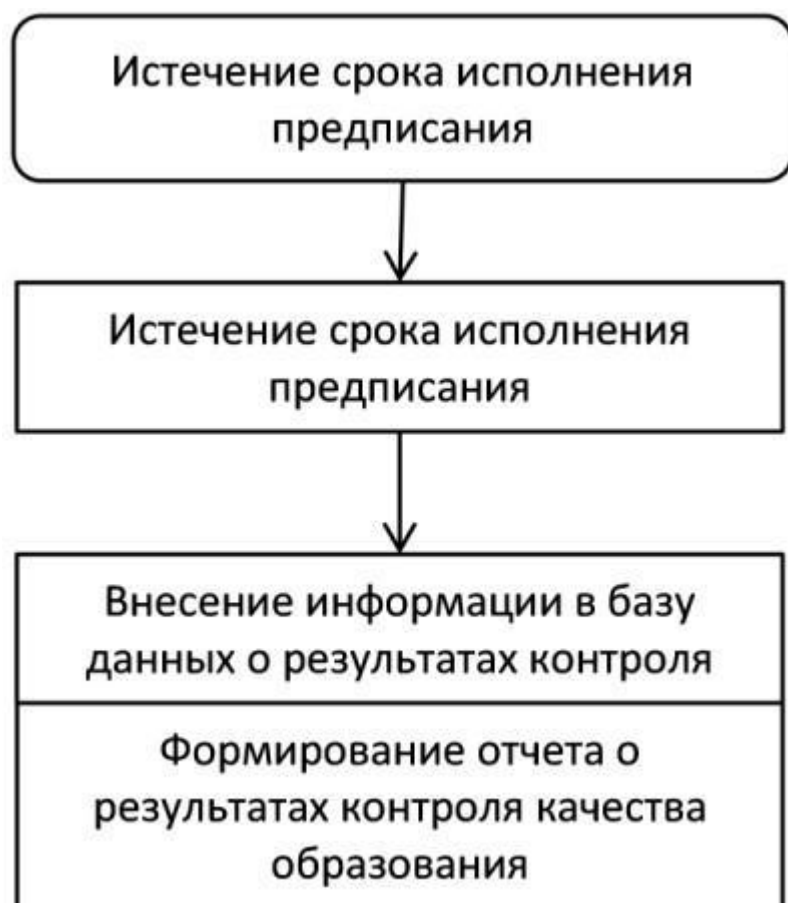 Истечение срока исполнения
предписания
Истечение срока исполнения
предписания
Внесение информации в базу
данных о результатах контроля
Формирование отчета о
результатах контроля качества
образования